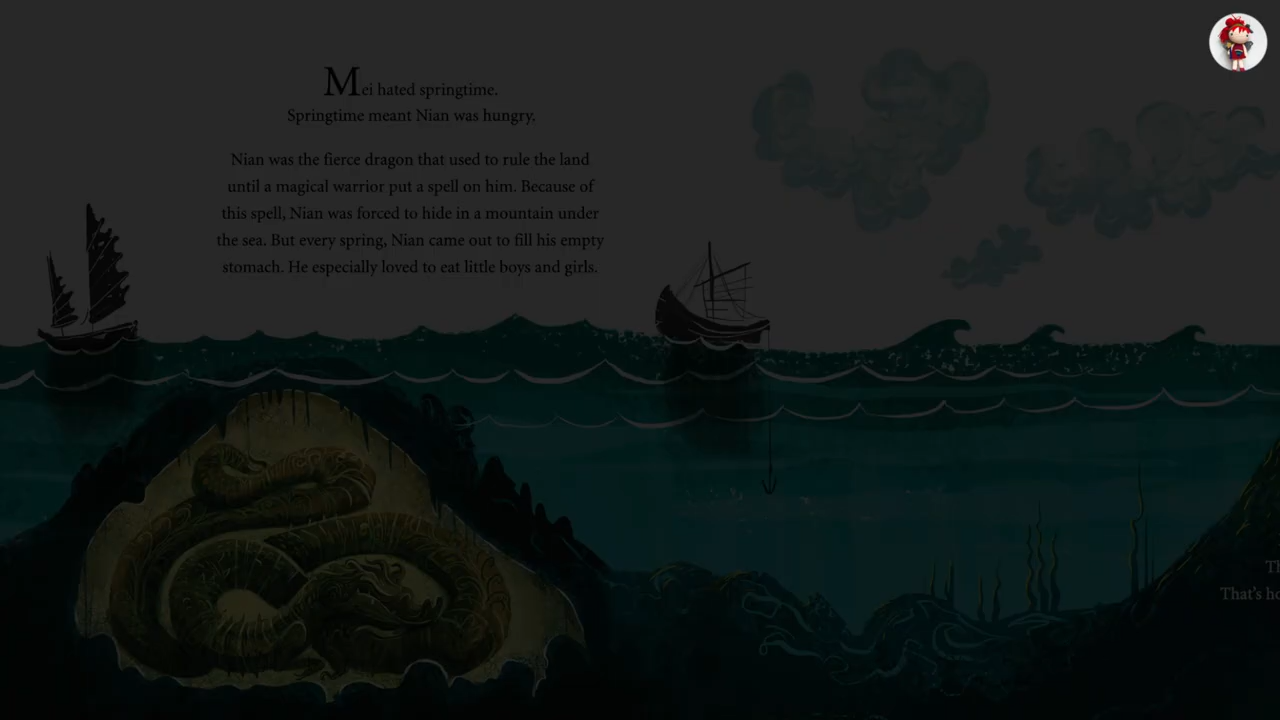 Mei hated springtime.
Springtime meant Nian was hungry.
Nian was the fierce dragon that used to rule the land
until a magical warrior put a spell on him. Because of
this spell, Nian was forced to hide in a mountain under
the sea. But every spring, Nian came out to fill his empty
stomach. He especially loved to eat little boys and girls.
That's